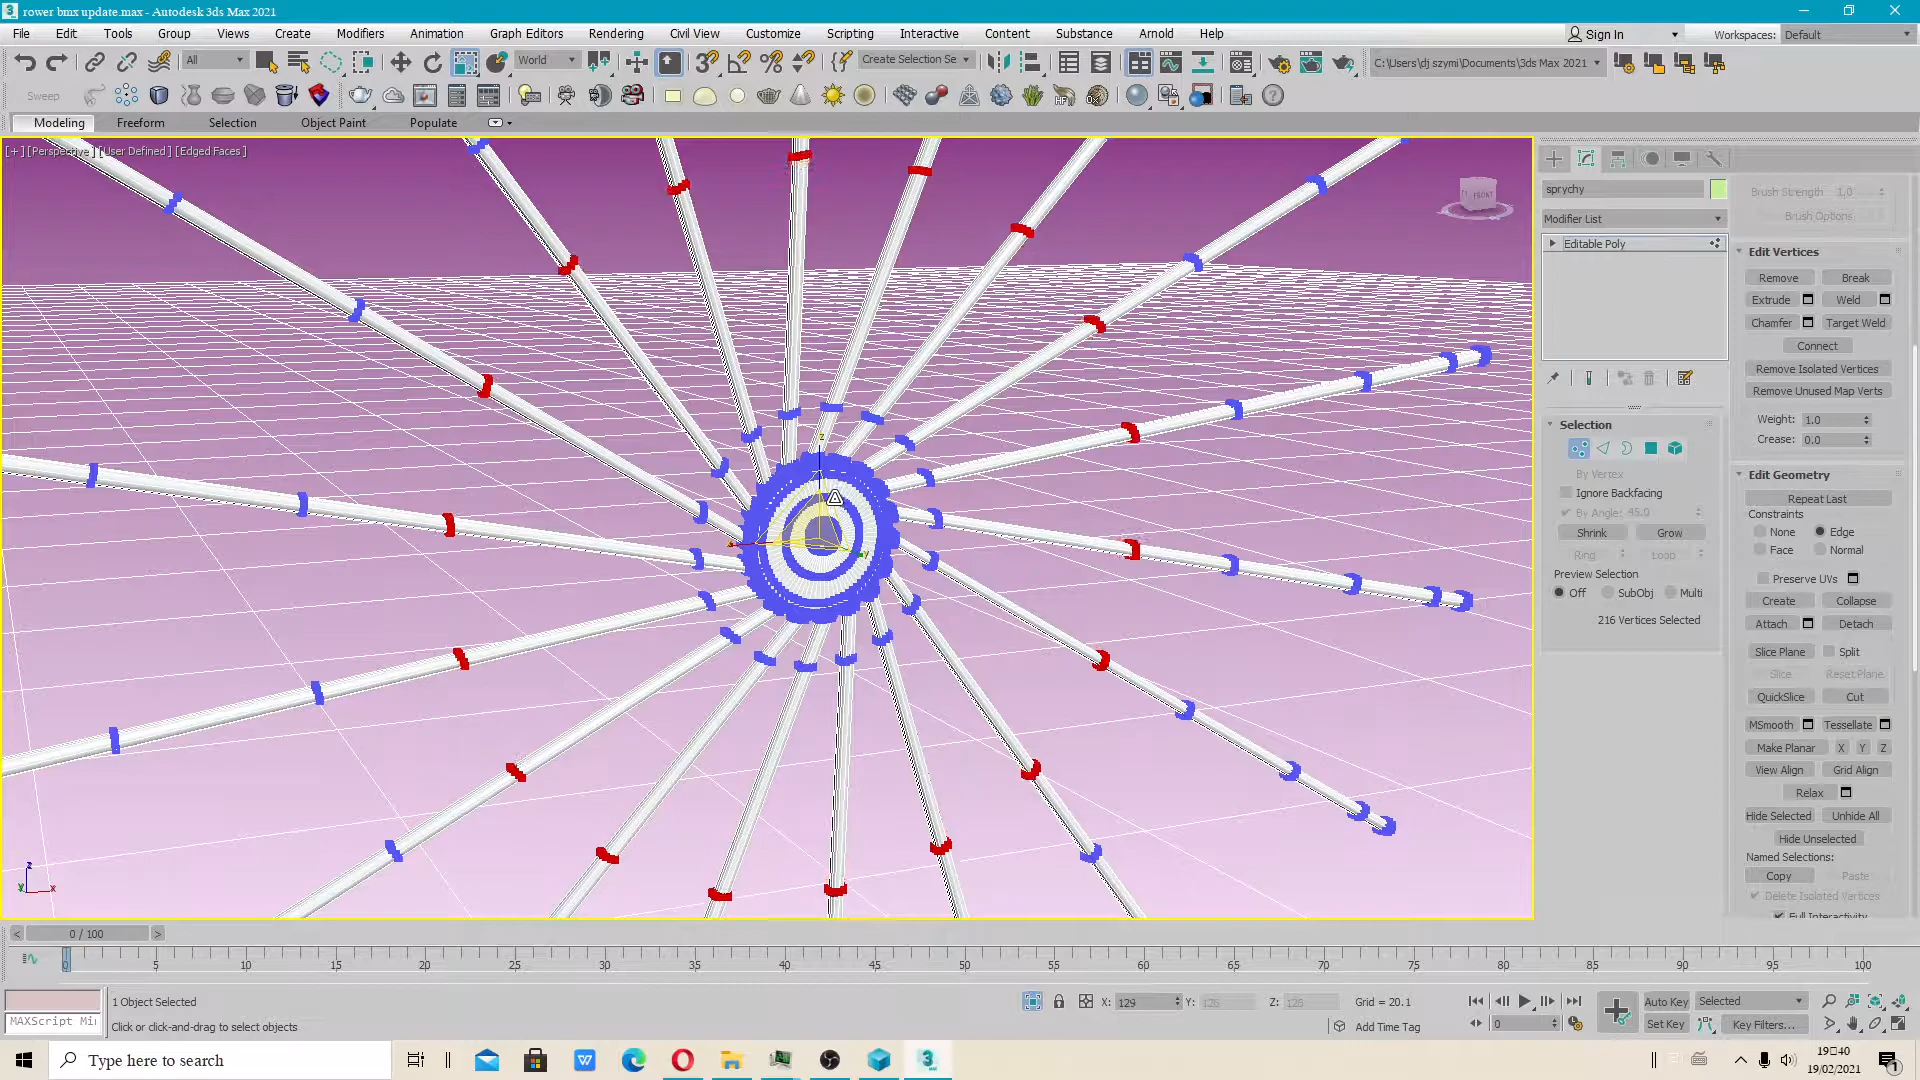 rower bmx update.max - Autodesk 3ds Max 2021
File Edit Tools Group Views Create Modifiers Animation Graph Editors Rendering Civil View Customize Scripting Interactive Content Substance Arnold Help
Sign In Workspaces: Default
All World Create Selection Se C:\Users\dj szymi\Documents\3ds Max 2021
Sweep
Modeling Freeform Selection Object Paint Populate
[+] [Perspective] [User Defined] [Edged Faces]
FRONT
sprychy
Modifier List
Editable Poly
Selection
By Vertex
Ignore Backfacing
By Angle: 45.0
Shrink Grow
Ring Loop
Preview Selection
Off SubObj Multi
216 Vertices Selected
Brush Strength 1,0
Brush Options
Edit Vertices
Remove Break
Extrude Weld
Chamfer Target Weld
Connect
Remove Isolated Vertices
Remove Unused Map Verts
Weight: 1.0
Crease: 0.0
Edit Geometry
Repeat Last
Constraints
None Edge
Face Normal
Preserve UVs
Create Collapse
Attach Detach
Slice Plane Split
Slice Reset Plane
QuickSlice Cut
MSmooth Tessellate
Make Planar X Y Z
View Align Grid Align
Relax
Hide Selected Unhide All
Hide Unselected
Named Selections:
Copy Paste
Delete Isolated Vertices
Full Interactivity
z
x
y
z
y x
< 0 / 100 >
0 5 10 15 20 25 30 35 40 45 50 55 60 65 70 75 80 85 90 95 100
1 Object Selected
X: 129 Y: 126 Z: 126 Grid = 20.1
Auto Key Selected
MAXScript Mi
Click or click-and-drag to select objects
Add Time Tag
0
Set Key Key Filters...
Type here to search
19:40
19/02/2021
1